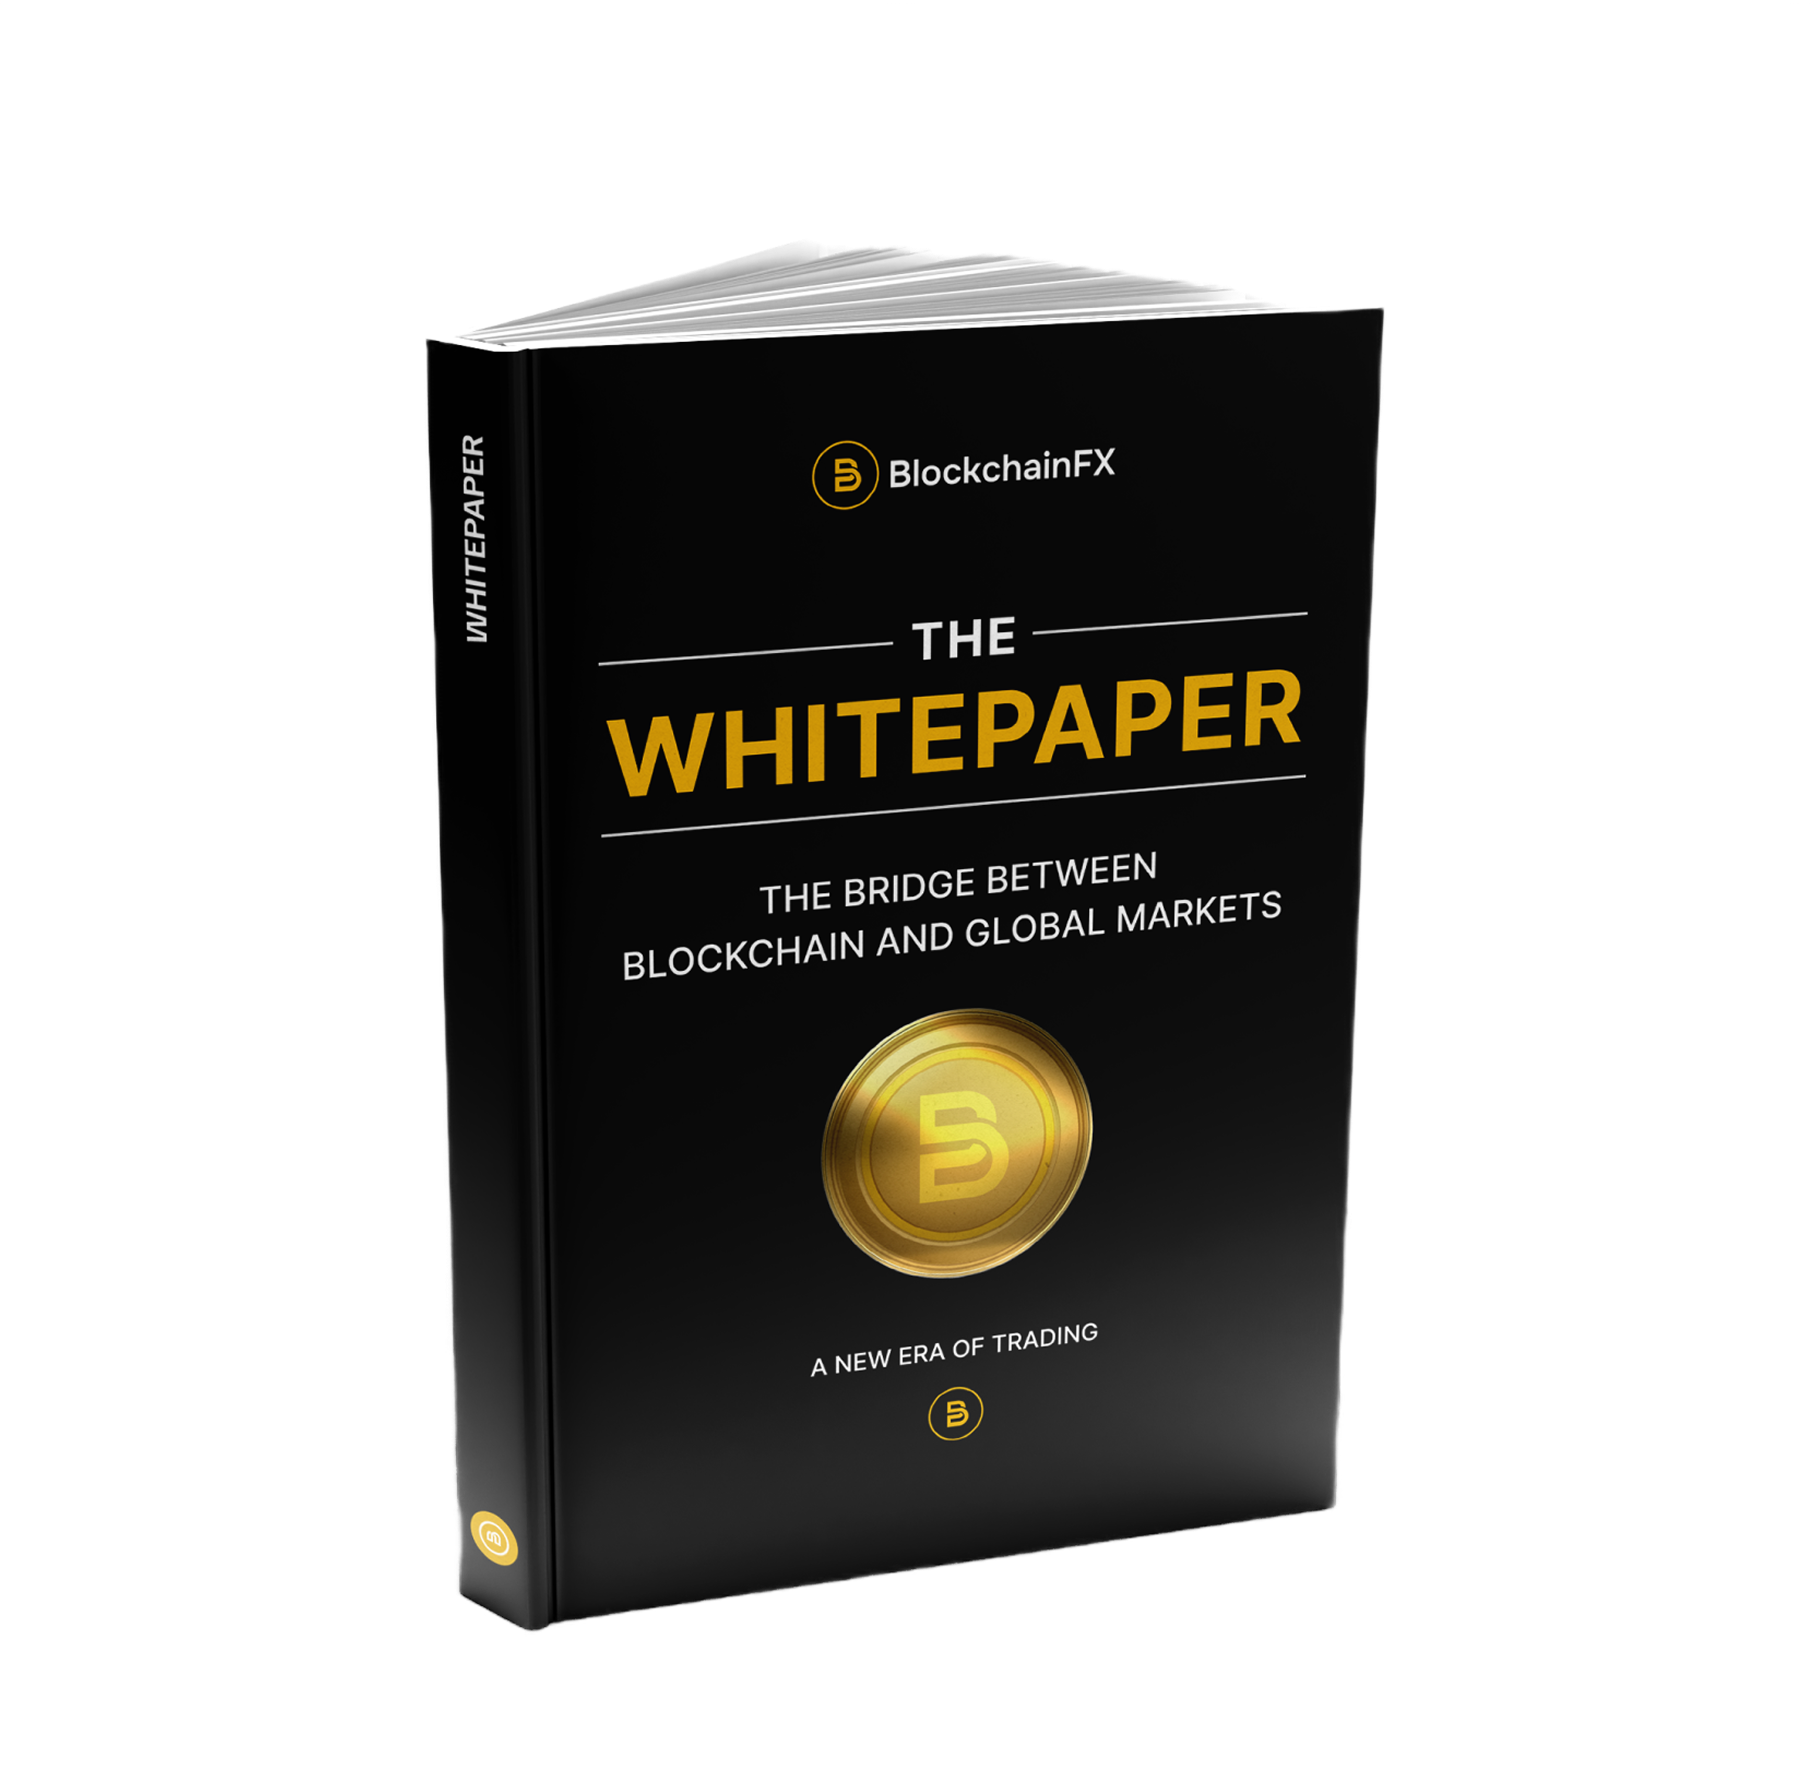 WHITEPAPER
BlockchainFX
THE
WHITEPAPER
THE BRIDGE BETWEEN
BLOCKCHAIN AND GLOBAL MARKETS
B
A NEW ERA OF TRADING